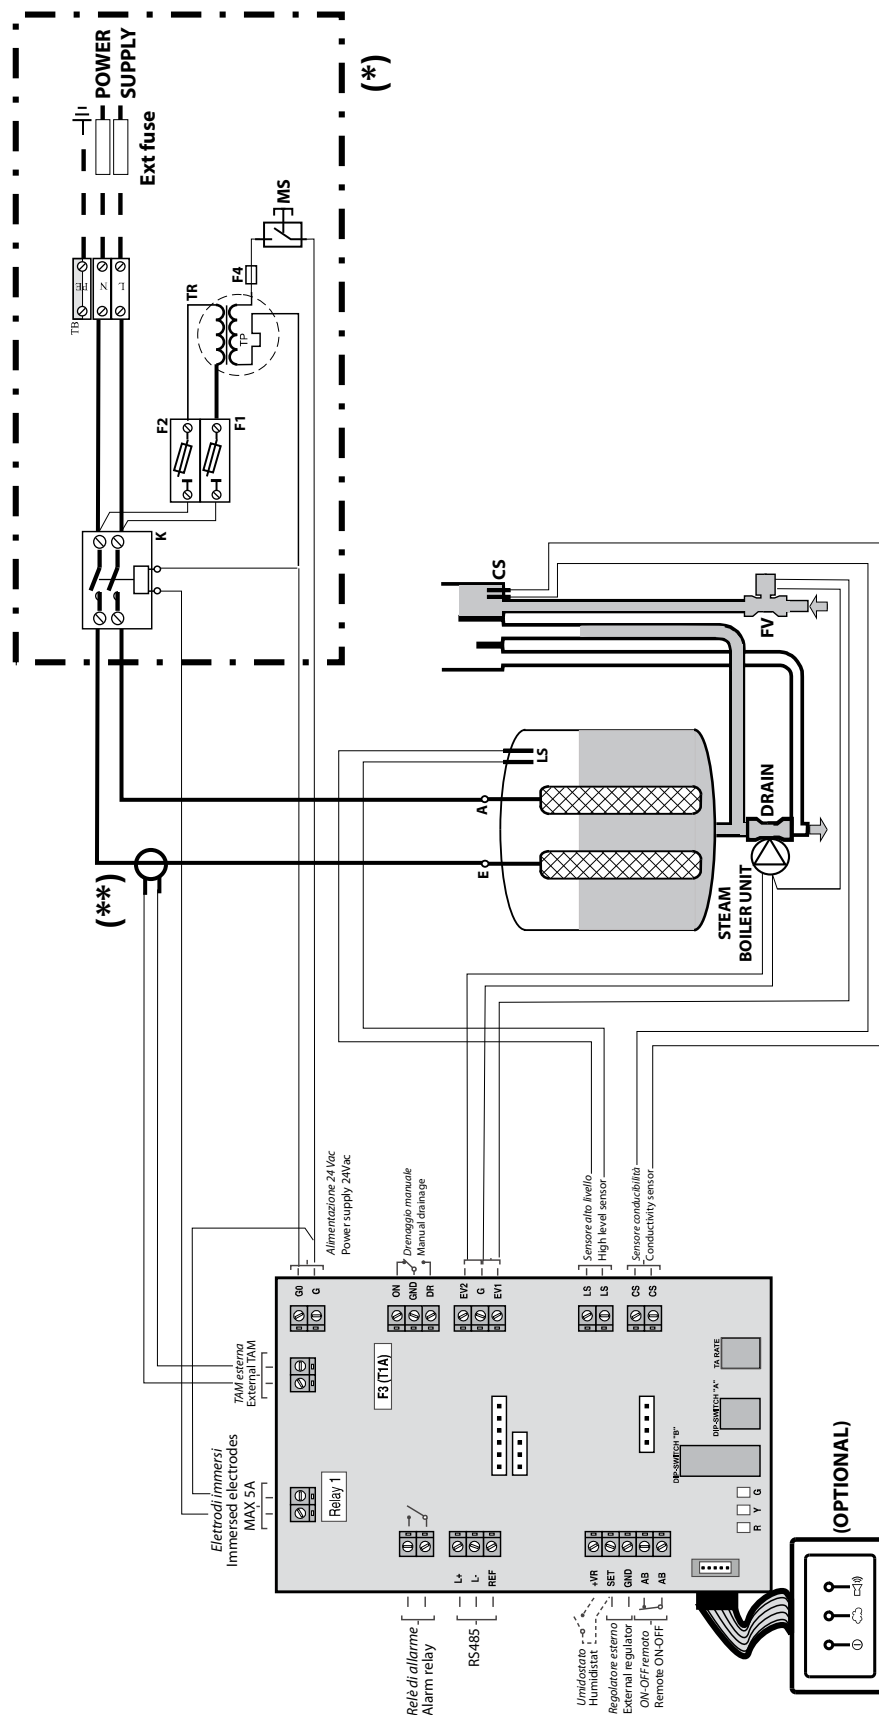 POWER
SUPPLY
Ext fuse
(*)
TB
PE
N
L
MS
F4
TR
TP
F2
F1
K
CS
FV
LS
A
E
DRAIN
STEAM
BOILER UNIT
(**)
Alimentazione 24 Vac
Power supply 24Vac
Drenaggio manuale
Manual drainage
Sensore alto livello
High level sensor
Sensore conducibilità
Conductivity sensor
G0
G
ON
GND
DR
EV2
G
EV1
LS
LS
CS
CS
TAM esterna
External TAM
F3 (T1A)
TA RATE
DIP-SWITCH "A"
DIP-SWITCH "B"
Elettrodi immersi
Immersed electrodes
MAX 5A
Relay 1
R
Y
G
L+
L-
REF
+VR
SET
GND
AB
AB
Relè di allarme
Alarm relay
RS485
Umidostato
Humidistat
Regolatore esterno
External regulator
ON-OFF remoto
Remote ON-OFF
(OPTIONAL)